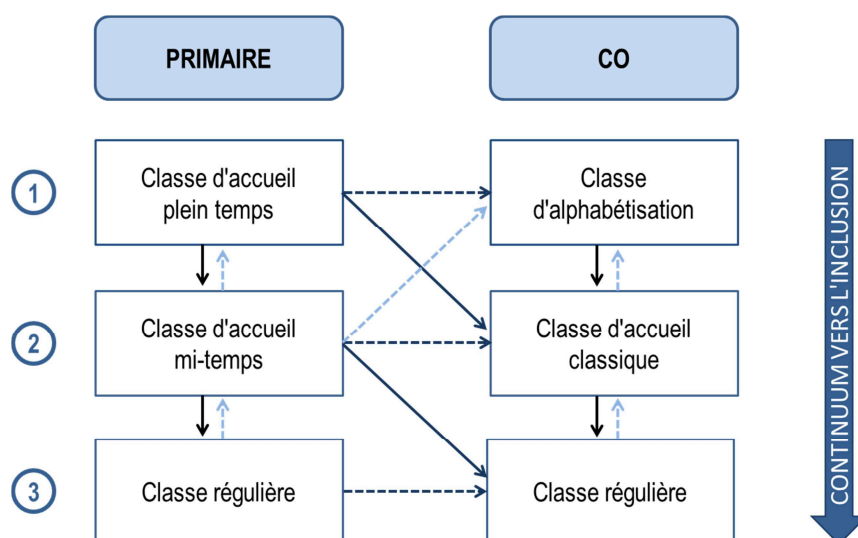 PRIMAIRE
CO
1
Classe d'accueil
plein temps
Classe
d'alphabétisation
2
Classe d'accueil
mi-temps
Classe d'accueil
classique
3
Classe régulière
Classe régulière
CONTINUUM VERS L'INCLUSION